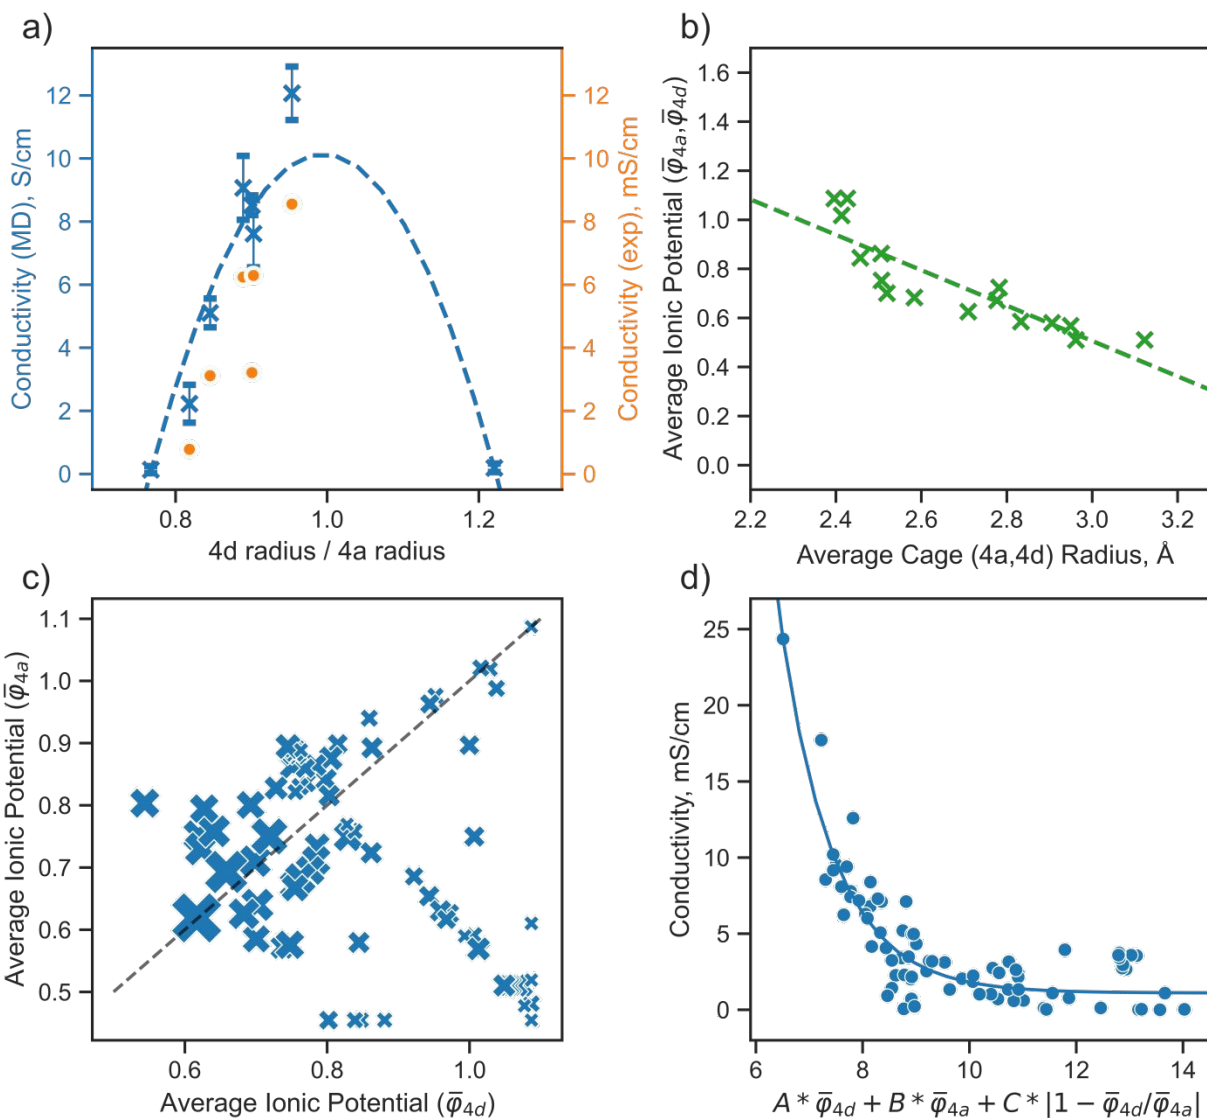 a)
12
10
8
6
4
2
0
Conductivity (MD), S/cm
12
10
8
6
4
2
0
Conductivity (exp), mS/cm
0.8 1.0 1.2
4d radius / 4a radius
b)
1.6
1.4
1.2
1.0
0.8
0.6
0.4
0.2
0.0
Average Ionic Potential (φ̄4a,φ̄4d)
2.2 2.4 2.6 2.8 3.0 3.2
Average Cage (4a,4d) Radius, Å
c)
1.1
1.0
0.9
0.8
0.7
0.6
0.5
Average Ionic Potential (φ̄4a)
0.6 0.8 1.0
Average Ionic Potential (φ̄4d)
d)
25
20
15
10
5
0
Conductivity, mS/cm
6 8 10 12 14
A * φ̄4d + B * φ̄4a + C * |1 − φ̄4d/φ̄4a|